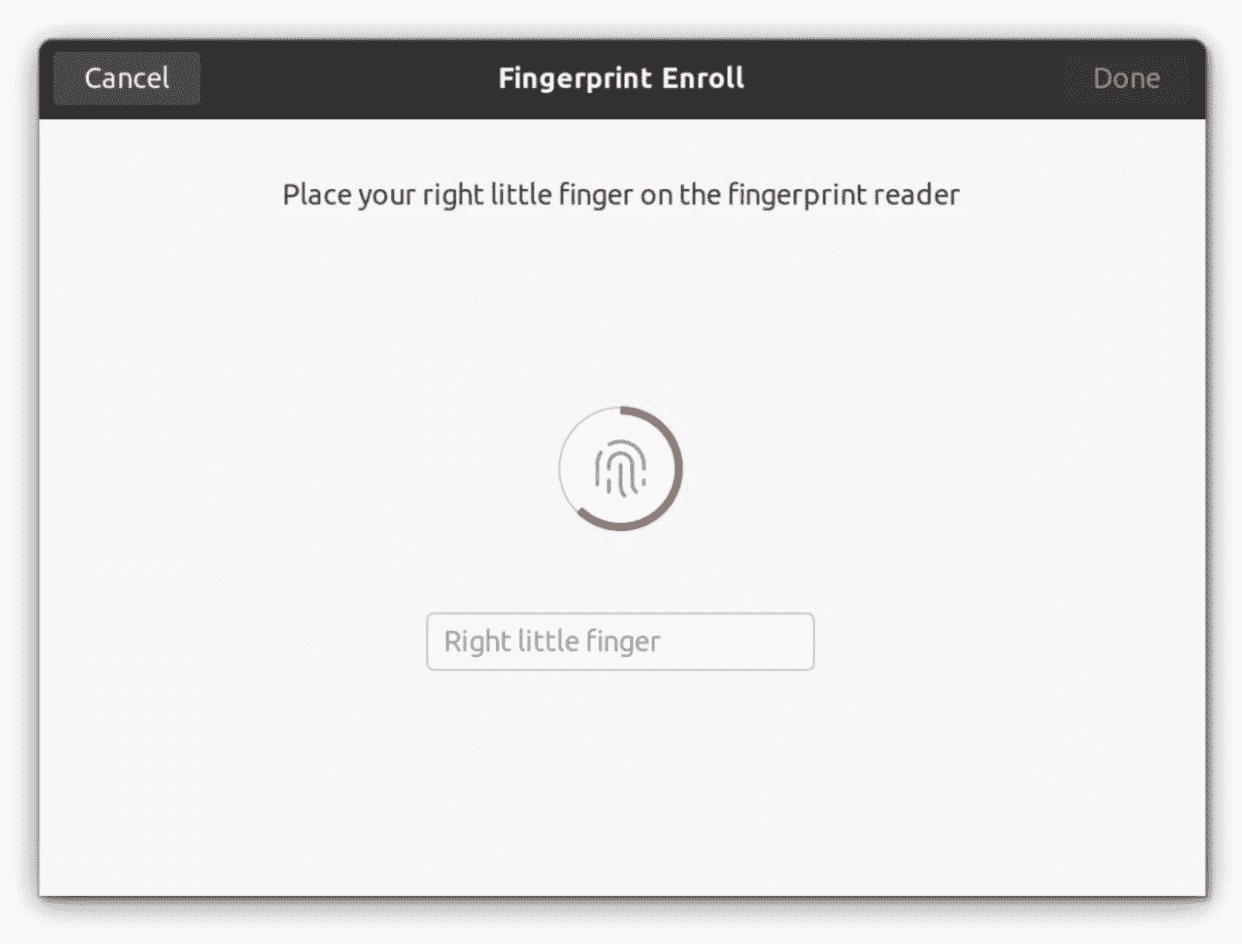 Cancel
Fingerprint Enroll
Done
Place your right little finger on the fingerprint reader
Right little finger